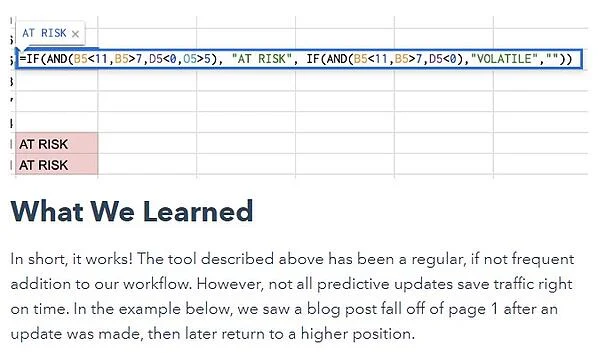 AT RISK ×
=IF(AND(B5<11,B5>7,D5<0,O5>5), "AT RISK", IF(AND(B5<11,B5>7,D5<0),"VOLATILE",""))
AT RISK
AT RISK
What We Learned
In short, it works! The tool described above has been a regular, if not frequent
addition to our workflow. However, not all predictive updates save traffic right
on time. In the example below, we saw a blog post fall off of page 1 after an
update was made, then later return to a higher position.